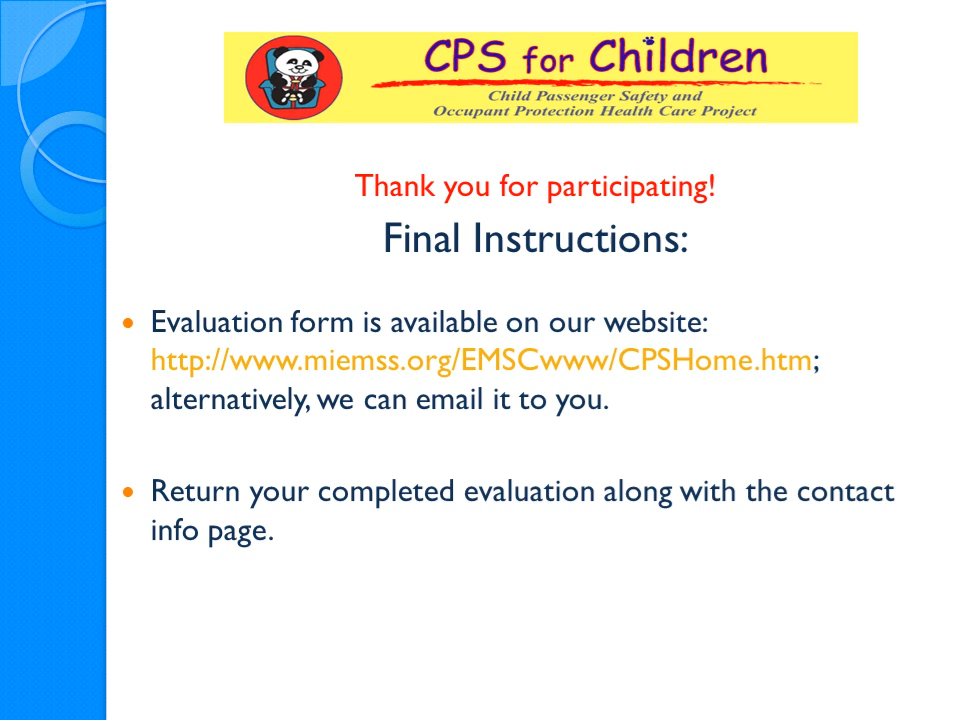 CPS for Children
Child Passenger Safety and
Occupant Protection Health Care Project
Thank you for participating!
Final Instructions:
Evaluation form is available on our website:
http://www.miemss.org/EMSCwww/CPSHome.htm;
alternatively, we can email it to you.
Return your completed evaluation along with the contact
info page.